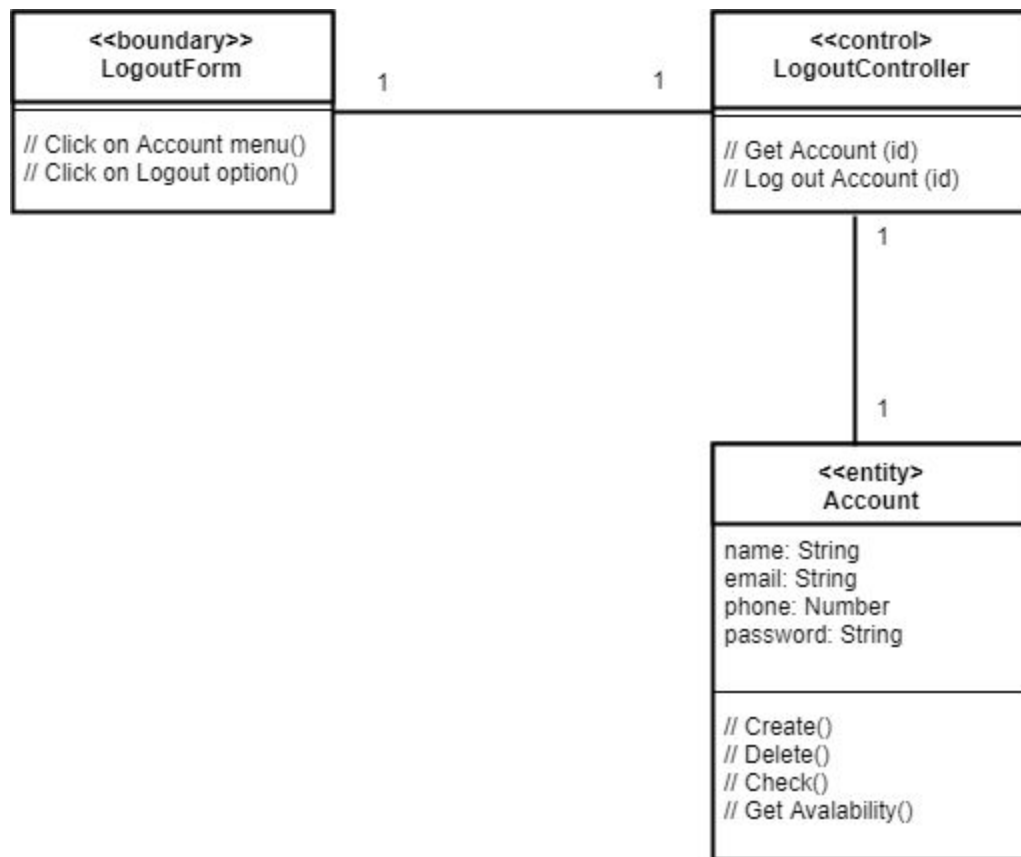 <<boundary>>
LogoutForm
// Click on Account menu()
// Click on Logout option()
1
1
<<control>
LogoutController
// Get Account (id)
// Log out Account (id)
1
1
<<entity>
Account
name: String
email: String
phone: Number
password: String
// Create()
// Delete()
// Check()
// Get Avalability()